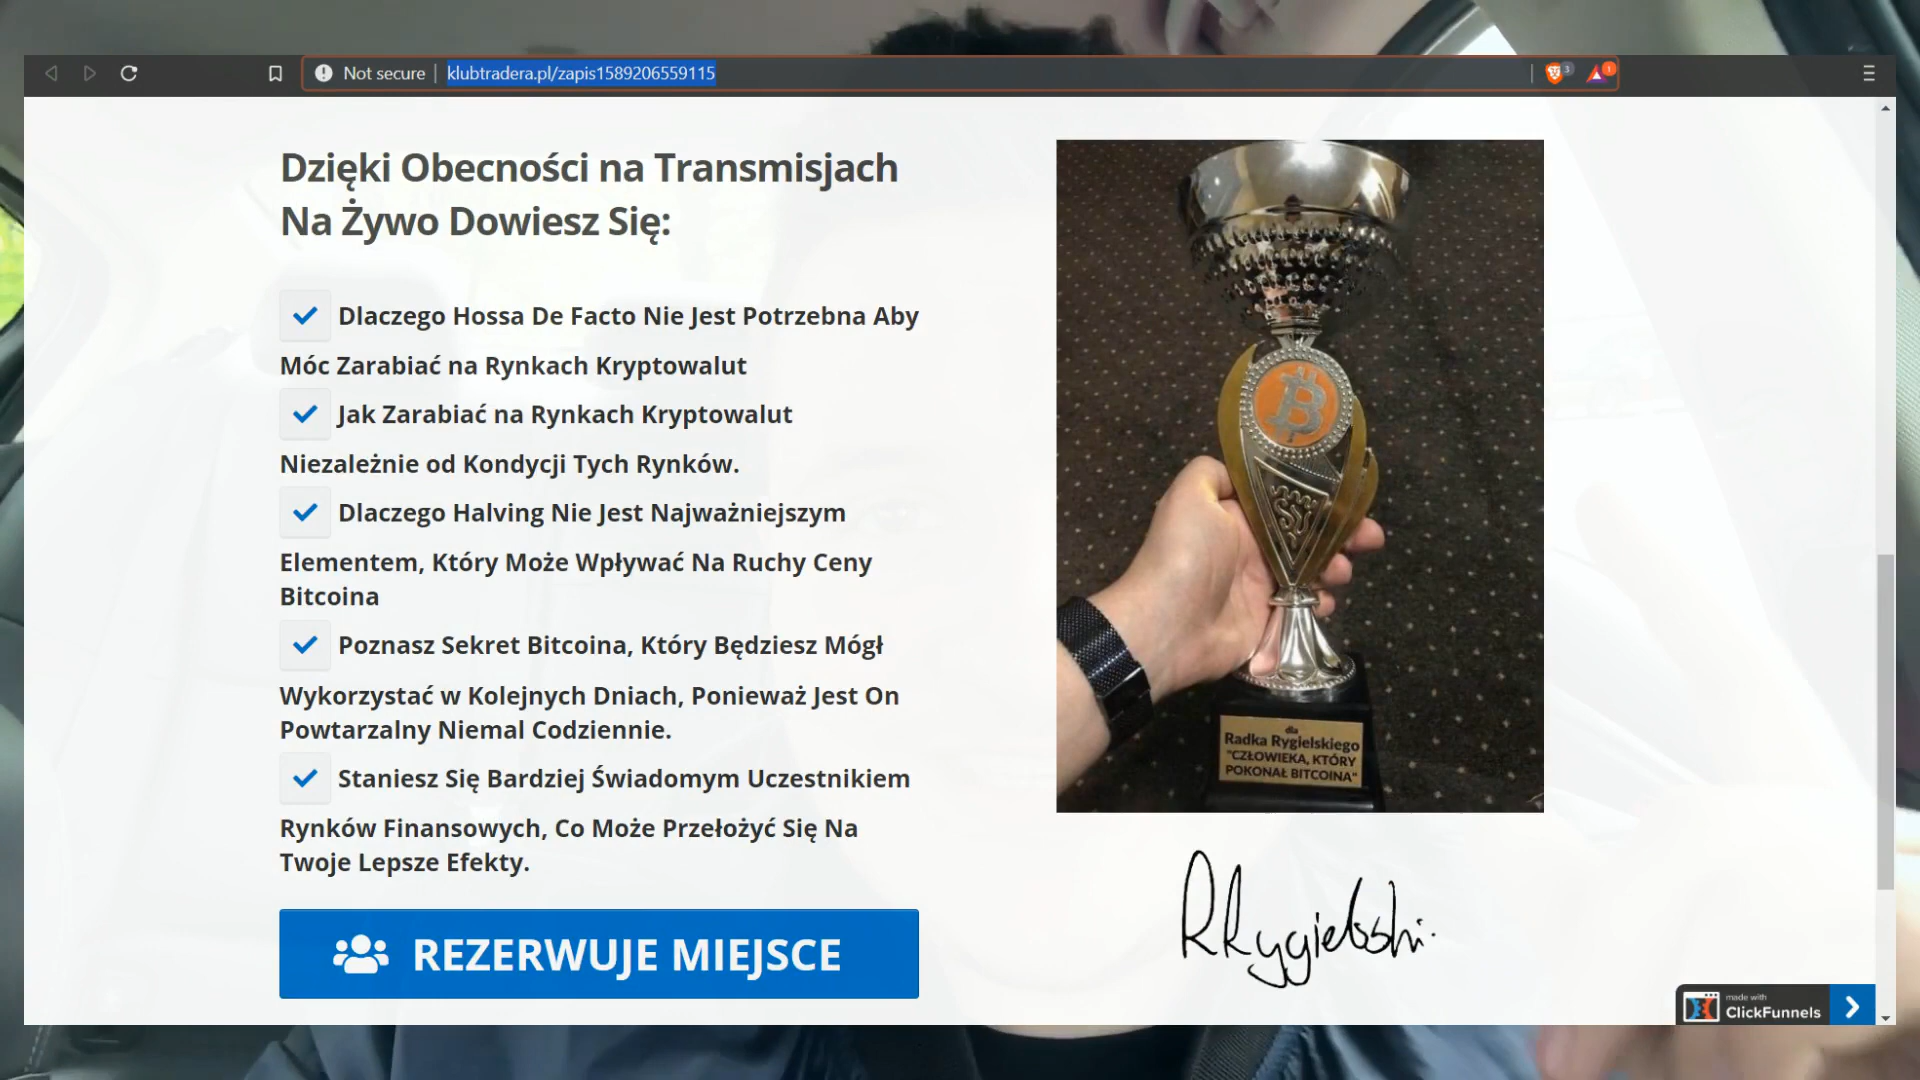 Not secure
klubtradera.pl/zapis1589206559115
3
1
Dzięki Obecności na Transmisjach
Na Żywo Dowiesz Się:
Dlaczego Hossa De Facto Nie Jest Potrzebna Aby
Móc Zarabiać na Rynkach Kryptowalut
Jak Zarabiać na Rynkach Kryptowalut
Niezależnie od Kondycji Tych Rynków.
Dlaczego Halving Nie Jest Najważniejszym
Elementem, Który Może Wpływać Na Ruchy Ceny
Bitcoina
Poznasz Sekret Bitcoina, Który Będziesz Mógł
Wykorzystać w Kolejnych Dniach, Ponieważ Jest On
Powtarzalny Niemal Codziennie.
Staniesz Się Bardziej Świadomym Uczestnikiem
Rynków Finansowych, Co Może Przełożyć Się Na
Twoje Lepsze Efekty.
REZERWUJE MIEJSCE
dla
Radka Rygielskiego
"CZŁOWIEKA, KTÓRY
POKONAŁ BITCOINA"
RRygielski.
made with
ClickFunnels